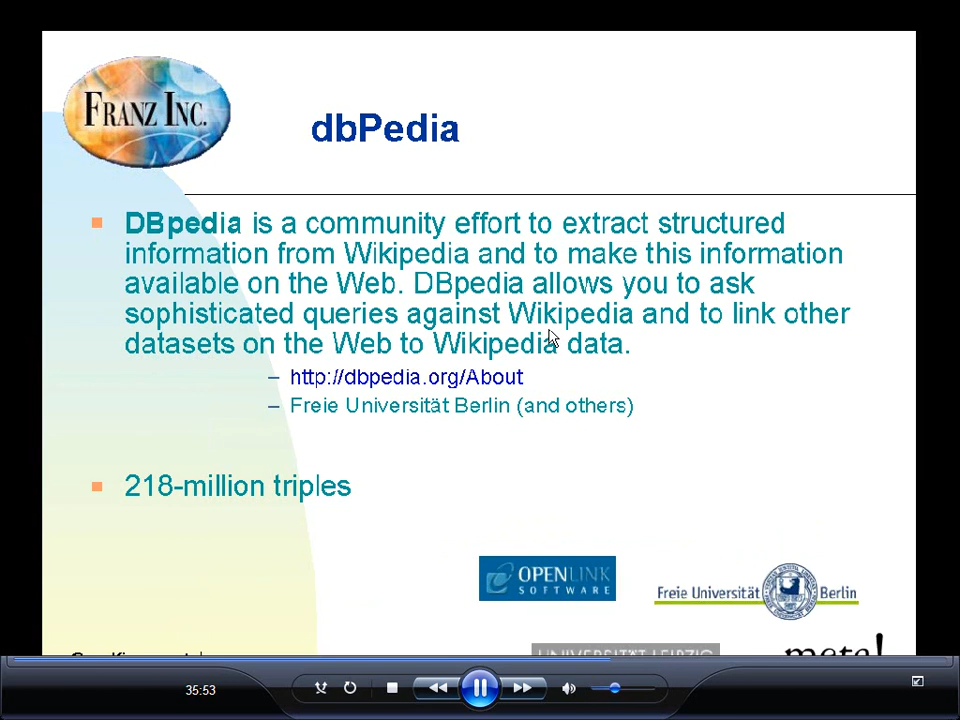 FRANZ INC.
dbPedia
DBpedia is a community effort to extract structured
information from Wikipedia and to make this information
available on the Web. DBpedia allows you to ask
sophisticated queries against Wikipedia and to link other
datasets on the Web to Wikipedia data.
– http://dbpedia.org/About
– Freie Universität Berlin (and others)
218-million triples
OPENLINK
SOFTWARE
Freie Universität Berlin
UNIVERSITÄT LEIPZIG
meta!
35:53